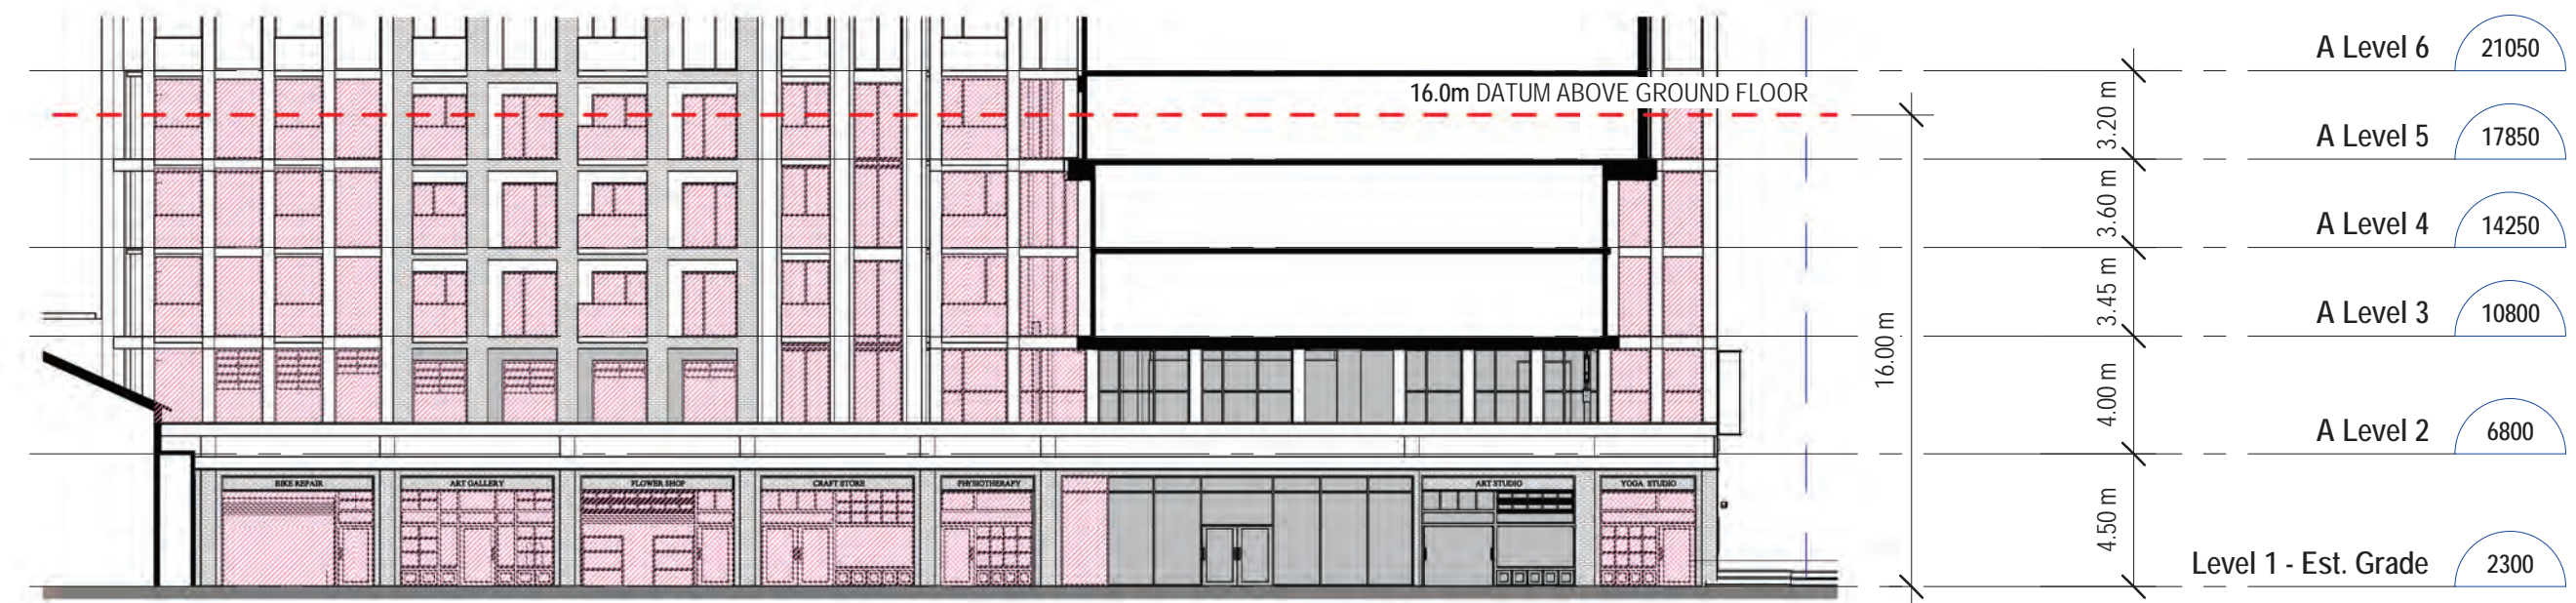 A Level 6 21050
16.0m DATUM ABOVE GROUND FLOOR
3.20 m
A Level 5 17850
3.60 m
A Level 4 14250
3.45 m
A Level 3 10800
16.00 m
4.00 m
A Level 2 6800
4.50 m
BIKE REPAIR ART GALLERY FLOWER SHOP CRAFT STORE PHYSIOTHERAPY ART STUDIO YOGA STUDIO
Level 1 - Est. Grade 2300